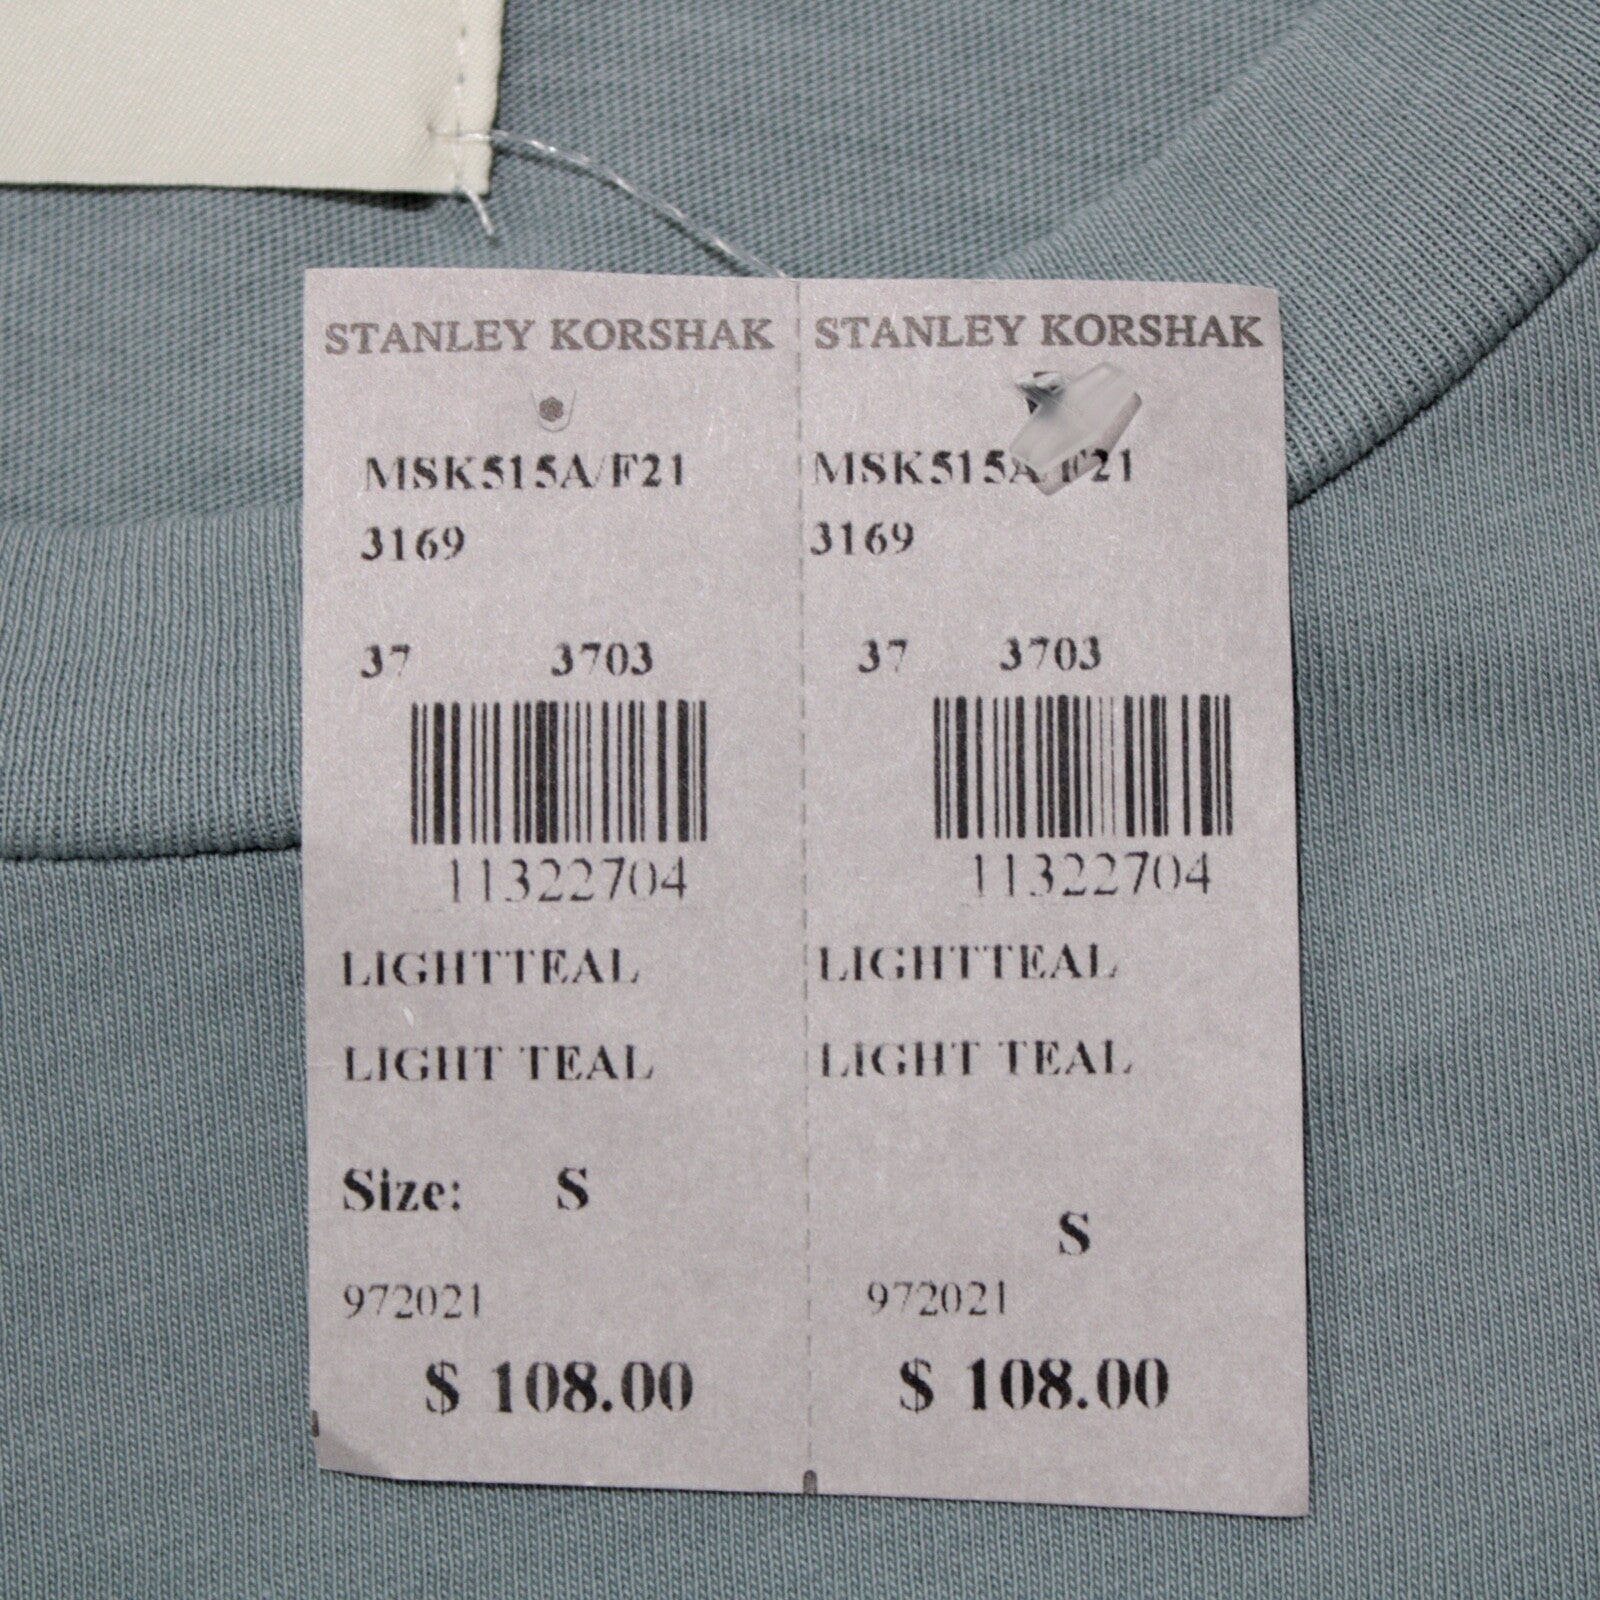 STANLEY KORSHAK
MSK515A/F21
3169
37 3703
11322704
LIGHTTEAL
LIGHT TEAL
Size: S
972021
$ 108.00
STANLEY KORSHAK
MSK515A/F21
3169
37 3703
11322704
LIGHTTEAL
LIGHT TEAL
S
972021
$ 108.00